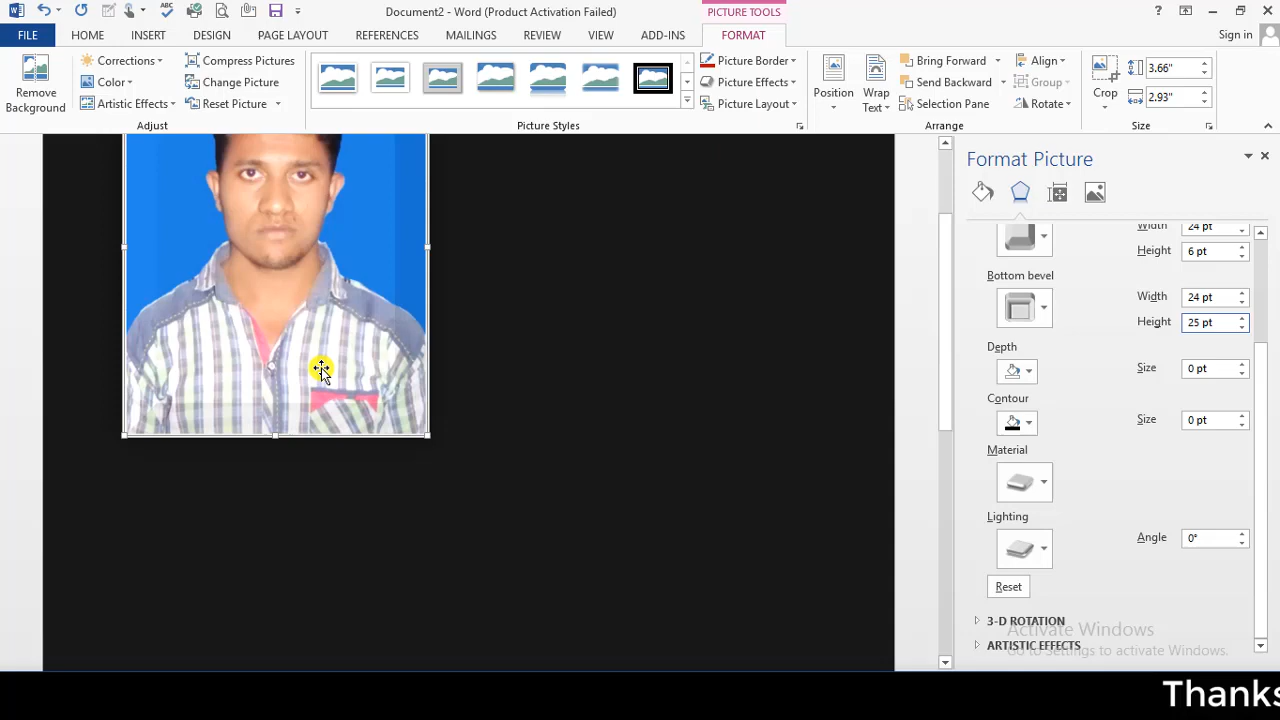 Document2 - Word (Product Activation Failed)
PICTURE TOOLS
?
FILE
HOME
INSERT
DESIGN
PAGE LAYOUT
REFERENCES
MAILINGS
REVIEW
VIEW
ADD-INS
FORMAT
Sign in
Remove Background
Corrections
Color
Artistic Effects
Compress Pictures
Change Picture
Reset Picture
Adjust
Picture Styles
Picture Border
Picture Effects
Picture Layout
Position
Wrap Text
Bring Forward
Send Backward
Selection Pane
Align
Group
Rotate
Arrange
Crop
3.66"
2.93"
Size
Format Picture
Width 24 pt
Height 6 pt
Bottom bevel
Width 24 pt
Height 25 pt
Depth
Size 0 pt
Contour
Size 0 pt
Material
Lighting
Angle 0°
Reset
3-D ROTATION
ARTISTIC EFFECTS
Activate Windows
Go to Settings to activate Windows.
Thanks